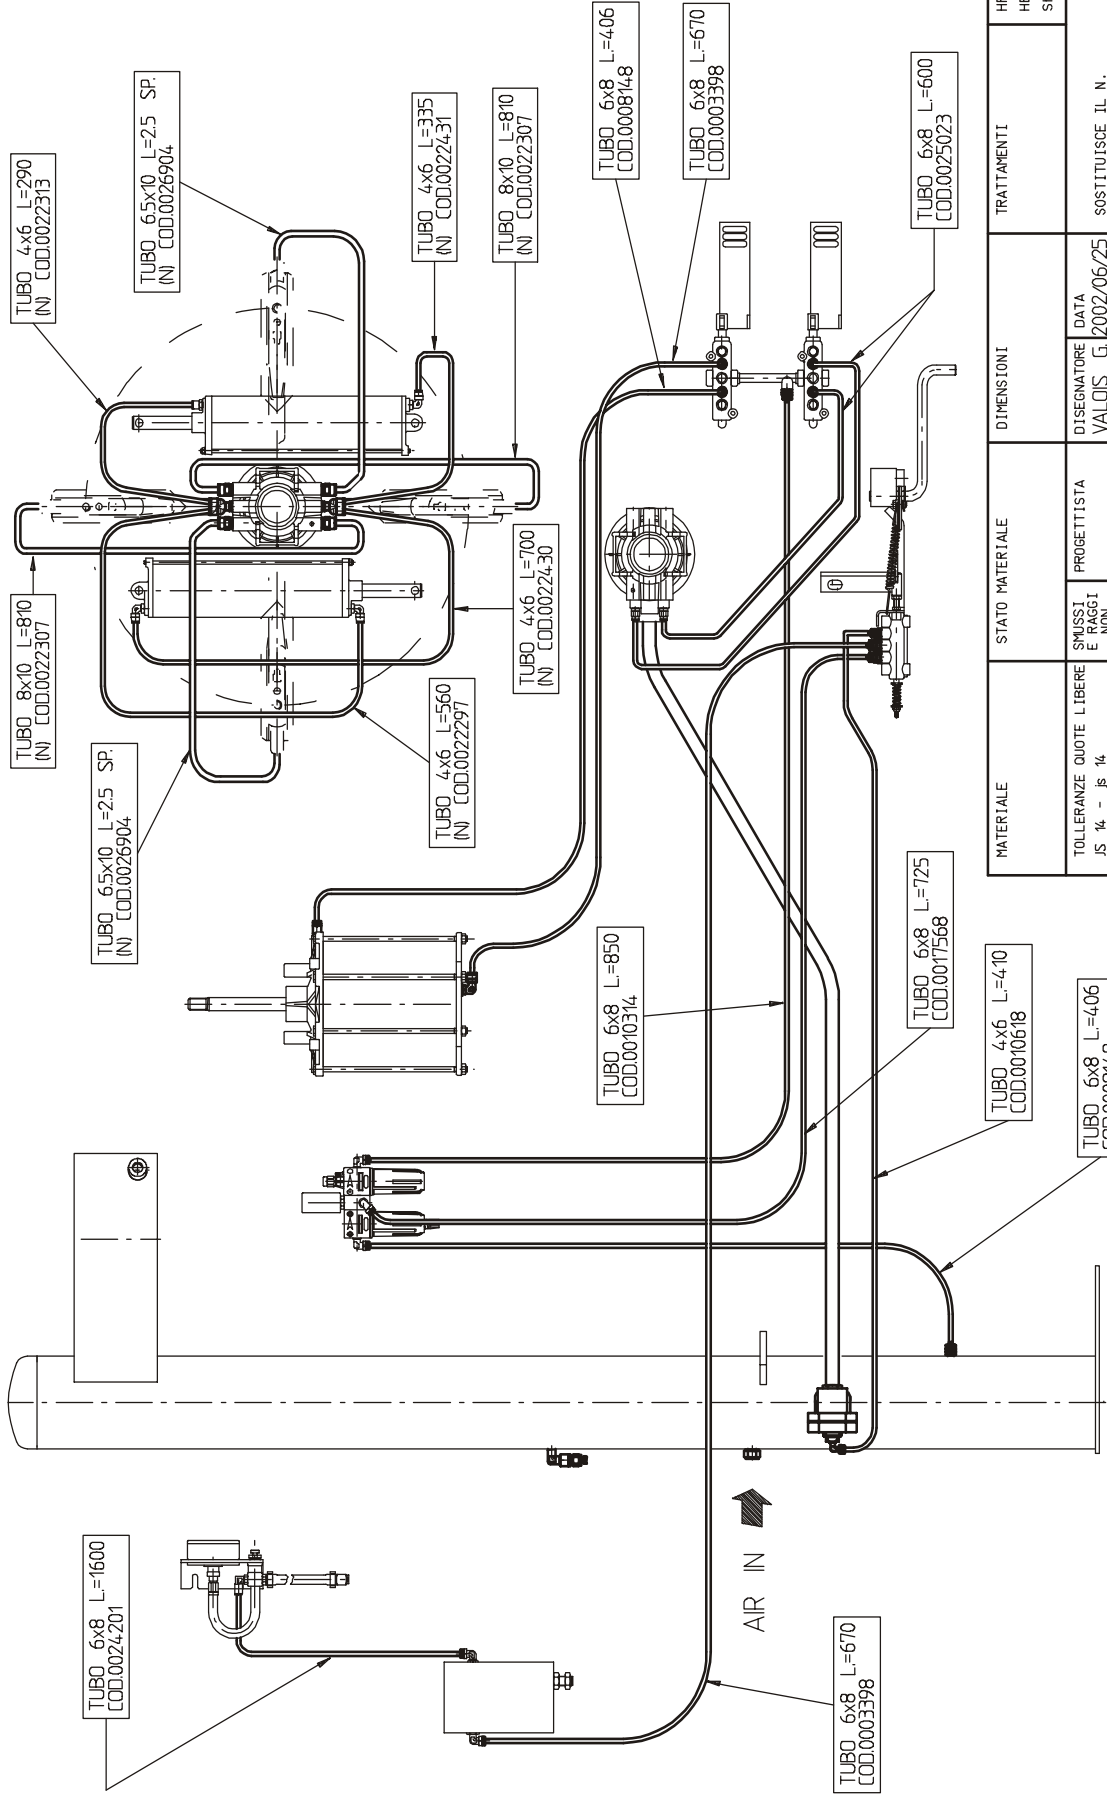 TUBO 4x6 L=290
(N) COD.0022313
TUBO 6.5x10 L=2.5 SP.
(N) COD.0026904
TUBO 4x6 L=335
(N) COD.0022431
TUBO 8x10 L=810
(N) COD.0022307
TUBO 6x8 L.=406
COD.0008148
TUBO 6x8 L.=670
COD.0003398
TUBO 6x8 L.=600
COD.0025023
TUBO 8x10 L=810
(N) COD.0022307
TUBO 6.5x10 L=2.5 SP.
(N) COD.0026904
TUBO 4x6 L=560
(N) COD.0022297
TUBO 4x6 L=700
(N) COD.0022430
TUBO 6x8 L.=850
COD.0010314
TUBO 6x8 L.=725
COD.0017568
TUBO 4x6 L.=410
COD.0010618
TUBO 6x8 L.=406
TUBO 6x8 L.=1600
COD.0024201
AIR IN
TUBO 6x8 L.=670
COD.0003398
MATERIALE
STATO MATERIALE
DIMENSIONI
TRATTAMENTI
TOLLERANZE QUOTE LIBERE
JS 14 - js 14
SMUSSI
E RAGGI
NON
PROGETTISTA
DISEGNATORE
VALOIS G.
DATA
2002/06/25
SOSTITUISCE IL N.